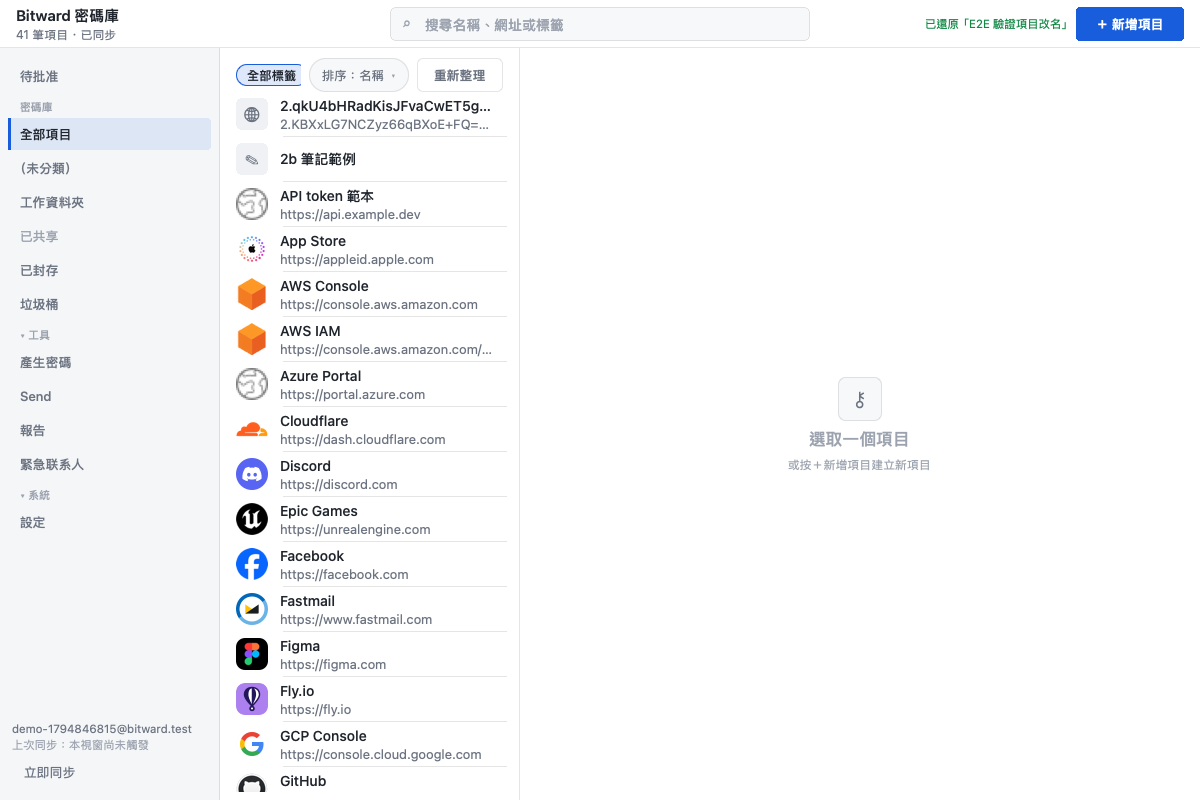 Bitward 密碼庫
41 筆項目 · 已同步
搜尋名稱、網址或標籤
已還原「E2E 驗證項目改名」
+ 新增項目
待批准
密碼庫
全部項目
(未分類)
工作資料夾
已共享
已封存
垃圾桶
▾ 工具
產生密碼
Send
報告
緊急联系人
▾ 系統
設定
demo-1794846815@bitward.test
上次同步：本視窗尚未觸發
立即同步
全部標籤
排序：名稱
重新整理
2.qkU4bHRadKisJFvaCwET5g...
2.KBXxLG7NCZyz66qBXoE+FQ=...
2b 筆記範例
API token 範本
https://api.example.dev
App Store
https://appleid.apple.com
AWS Console
https://console.aws.amazon.com
AWS IAM
https://console.aws.amazon.com/...
Azure Portal
https://portal.azure.com
Cloudflare
https://dash.cloudflare.com
Discord
https://discord.com
Epic Games
https://unrealengine.com
Facebook
https://facebook.com
Fastmail
https://www.fastmail.com
Figma
https://figma.com
Fly.io
https://fly.io
GCP Console
https://console.cloud.google.com
GitHub
選取一個項目
或按＋新增項目建立新項目